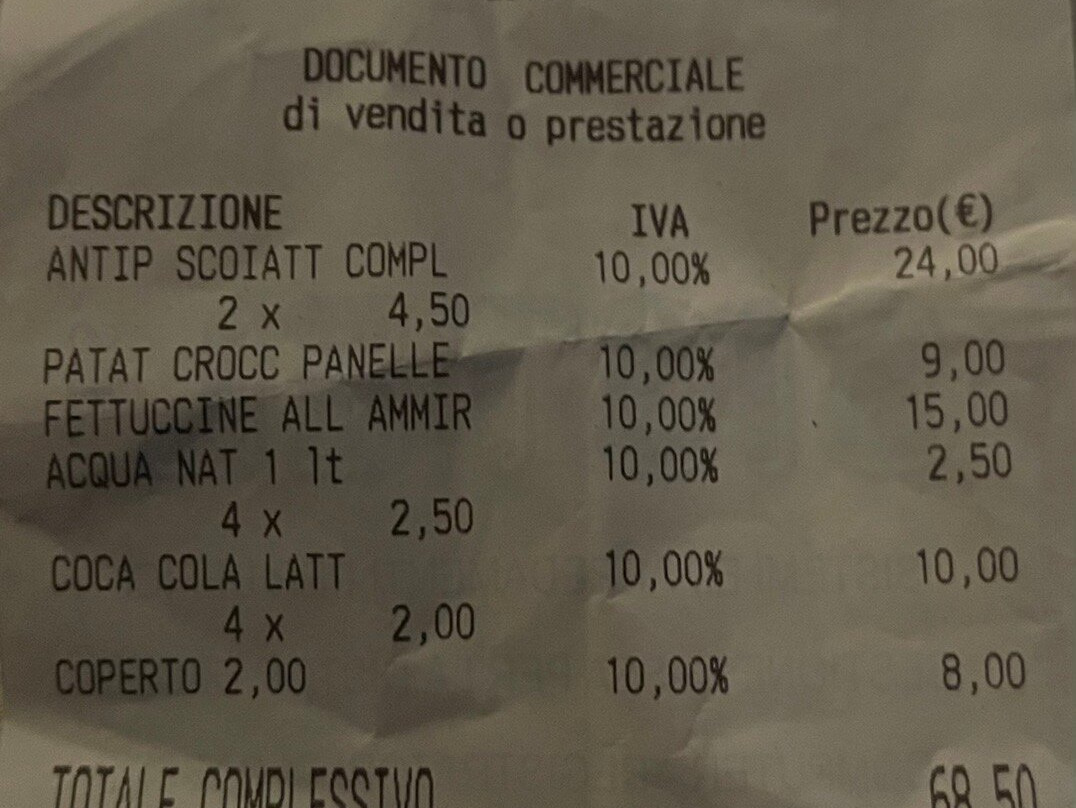 DOCUMENTO COMMERCIALE
di vendita o prestazione
DESCRIZIONE IVA Prezzo(€)
ANTIP SCOIATT COMPL 10,00% 24,00
2 x 4,50
PATAT CROCC PANELLE 10,00% 9,00
FETTUCCINE ALL AMMIR 10,00% 15,00
ACQUA NAT 1 lt 10,00% 2,50
4 x 2,50
COCA COLA LATT 10,00% 10,00
4 x 2,00
COPERTO 2,00 10,00% 8,00
TOTALE COMPLESSIVO 68,50